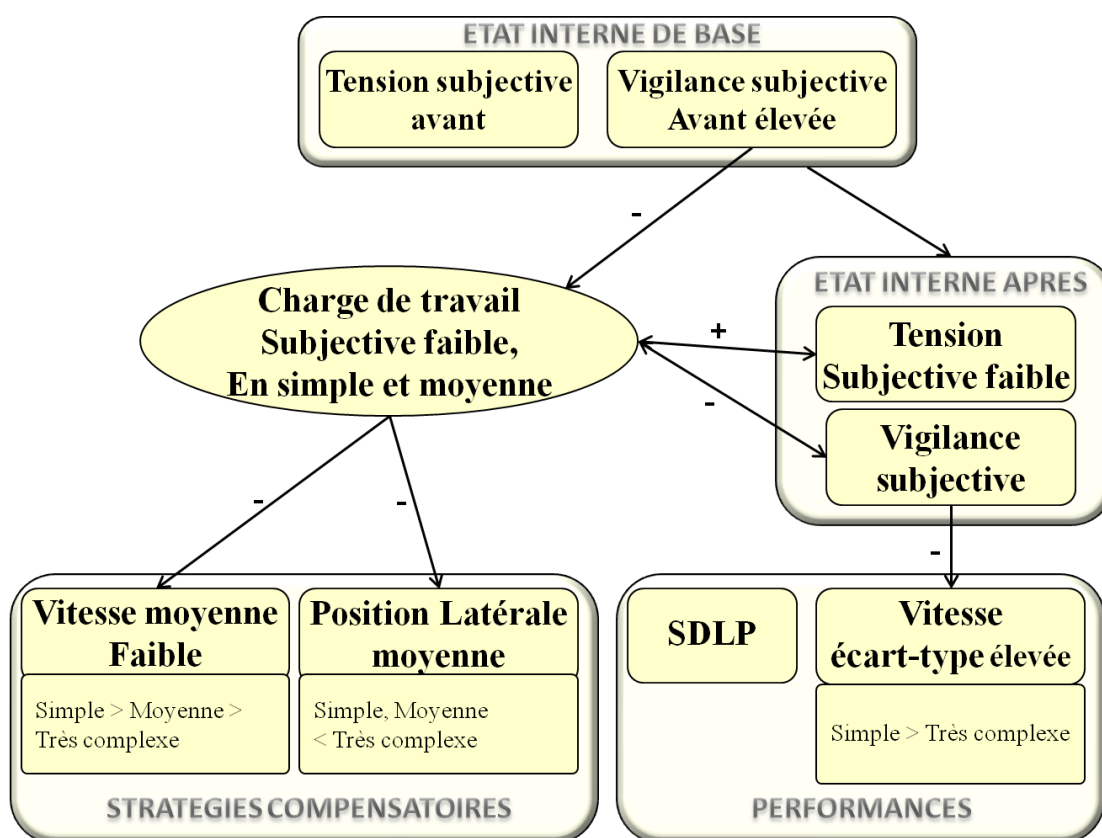 ETAT INTERNE DE BASE
Tension subjective
avant
Vigilance subjective
Avant élevée
-
ETAT INTERNE APRES
Charge de travail
Subjective faible,
En simple et moyenne
+
-
Tension
Subjective faible
Vigilance
subjective
-
-
-
Vitesse moyenne
Faible
Simple > Moyenne >
Très complexe
Position Latérale
moyenne
Simple, Moyenne
< Très complexe
STRATEGIES COMPENSATOIRES
SDLP
Vitesse
écart-type élevée
Simple > Très complexe
PERFORMANCES